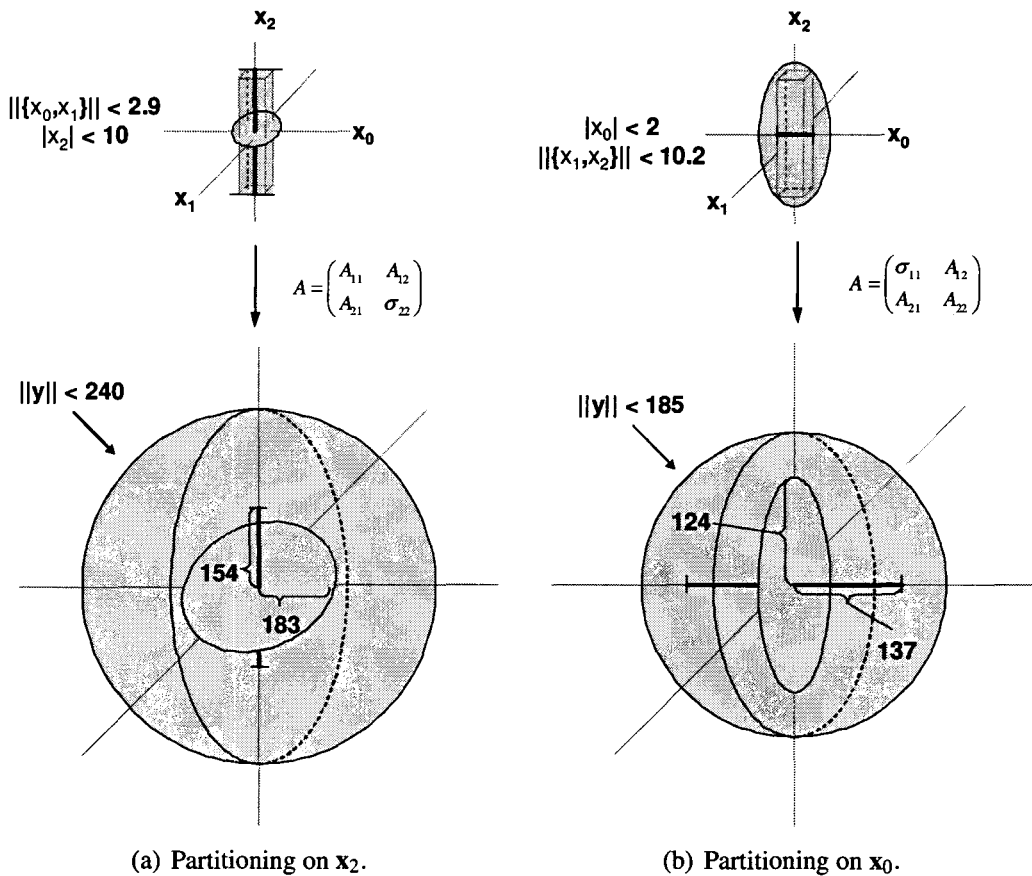 x₂
||{x₀,x₁}|| < 2.9
|x₂| < 10
x₀
x₁
A = ( A₁₁ A₁₂
A₂₁ σ₂₂ )
||y|| < 240
154
183
(a) Partitioning on x₂.
x₂
|x₀| < 2
||{x₁,x₂}|| < 10.2
x₀
x₁
A = ( σ₁₁ A₁₂
A₂₁ A₂₂ )
||y|| < 185
124
137
(b) Partitioning on x₀.